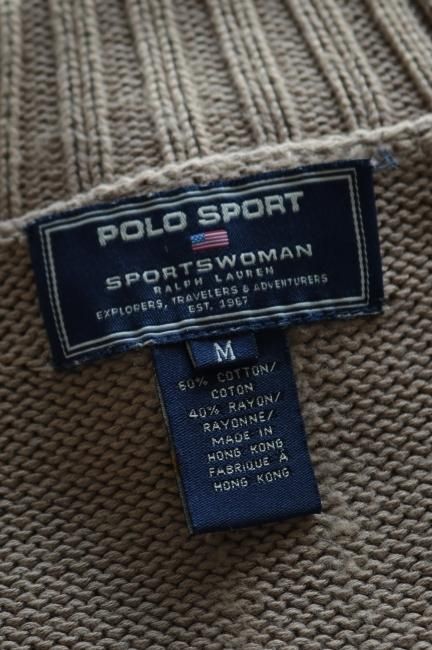 POLO SPORT
SPORTSWOMAN
RALPH LAUREN
EXPLORERS, TRAVELERS & ADVENTURERS
EST. 1967
M
60% COTTON/
COTON
40% RAYON/
RAYONNE/
MADE IN
HONG KONG
FABRIQUÉ À
HONG KONG